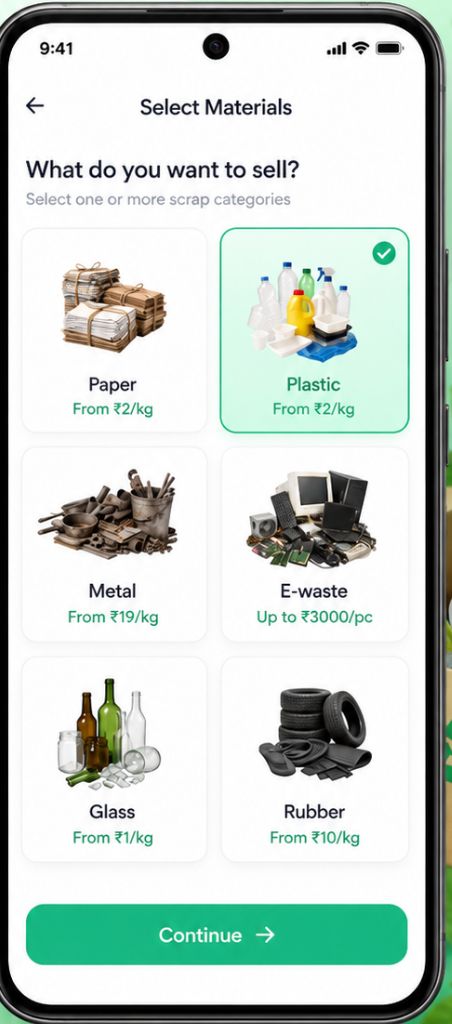 9:41
Select Materials
What do you want to sell?
Select one or more scrap categories
Paper
From ₹2/kg
Plastic
From ₹2/kg
Metal
From ₹19/kg
E-waste
Up to ₹3000/pc
Glass
From ₹1/kg
Rubber
From ₹10/kg
Continue →